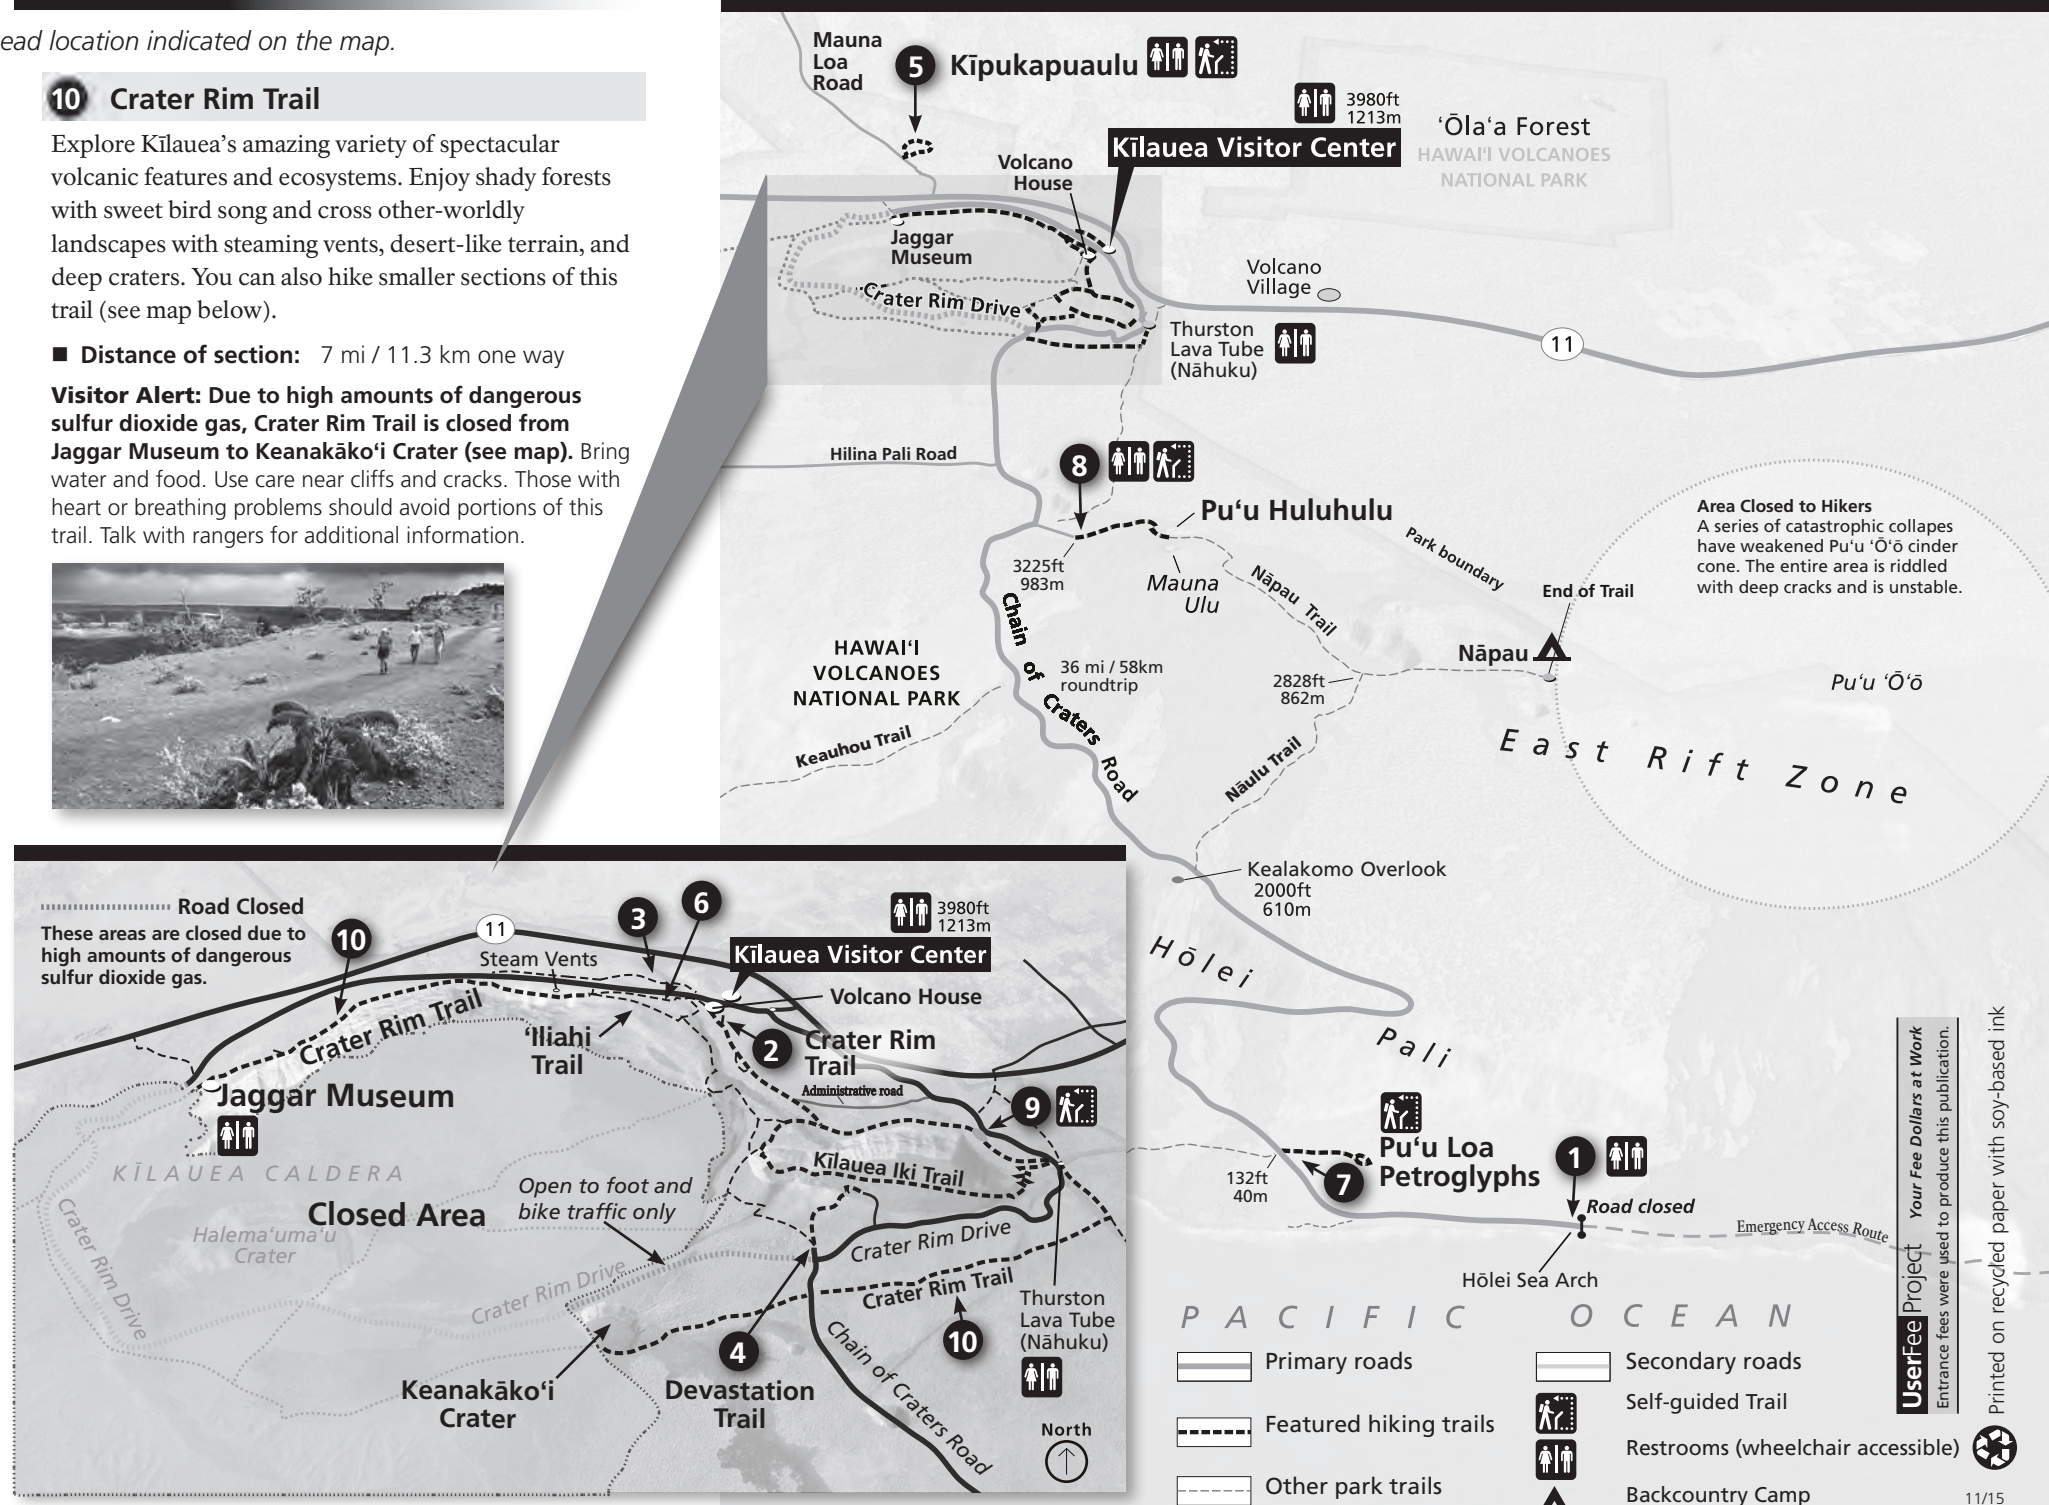 ead location indicated on the map.
10 Crater Rim Trail
Explore Kīlauea’s amazing variety of spectacular
volcanic features and ecosystems. Enjoy shady forests
with sweet bird song and cross other-worldly
landscapes with steaming vents, desert-like terrain, and
deep craters. You can also hike smaller sections of this
trail (see map below).
■ Distance of section: 7 mi / 11.3 km one way
Visitor Alert: Due to high amounts of dangerous
sulfur dioxide gas, Crater Rim Trail is closed from
Jaggar Museum to Keanakāko‘i Crater (see map). Bring
water and food. Use care near cliffs and cracks. Those with
heart or breathing problems should avoid portions of this
trail. Talk with rangers for additional information.
Mauna
Loa
Road
5 Kīpukapuaulu
3980ft
1213m
Kīlauea Visitor Center
‘Ōla‘a Forest
HAWAI‘I VOLCANOES
NATIONAL PARK
Volcano
House
Jaggar
Museum
Crater Rim Drive
Volcano
Village
Thurston
Lava Tube
(Nāhuku)
11
Hilina Pali Road
8
Pu‘u Huluhulu
3225ft
983m
Mauna
Ulu
Nāpau Trail
Park boundary
Area Closed to Hikers
A series of catastrophic collapes
have weakened Pu‘u ‘Ō‘ō cinder
cone. The entire area is riddled
with deep cracks and is unstable.
End of Trail
Nāpau
Pu‘u ‘Ō‘ō
HAWAI‘I
VOLCANOES
NATIONAL PARK
Chain of Craters Road
36 mi / 58km
roundtrip
2828ft
862m
Keauhou Trail
Nāulu Trail
East Rift Zone
Kealakomo Overlook
2000ft
610m
Hōlei
Pali
Pu‘u Loa
Petroglyphs
7
132ft
40m
1
Road closed
Emergency Access Route
Hōlei Sea Arch
PACIFIC OCEAN
Primary roads
Secondary roads
Featured hiking trails
Self-guided Trail
Restrooms (wheelchair accessible)
Other park trails
Backcountry Camp
11/15
UserFee Project Your Fee Dollars at Work
Entrance fees were used to produce this publication.
Printed on recycled paper with soy-based ink
Road Closed
These areas are closed due to
high amounts of dangerous
sulfur dioxide gas.
10
11
Steam Vents
3
6
3980ft
1213m
Kīlauea Visitor Center
Volcano House
Crater Rim Trail
‘Iliahi
Trail
2
Crater Rim
Trail
Administrative road
Jaggar Museum
9
KĪLAUEA CALDERA
Closed Area
Halema‘uma‘u
Crater
Crater Rim Drive
Open to foot and
bike traffic only
Kīlauea Iki Trail
Crater Rim Drive
Crater Rim Drive
Crater Rim Trail
10
Thurston
Lava Tube
(Nāhuku)
Keanakāko‘i
Crater
4
Devastation
Trail
Chain of Craters Road
North